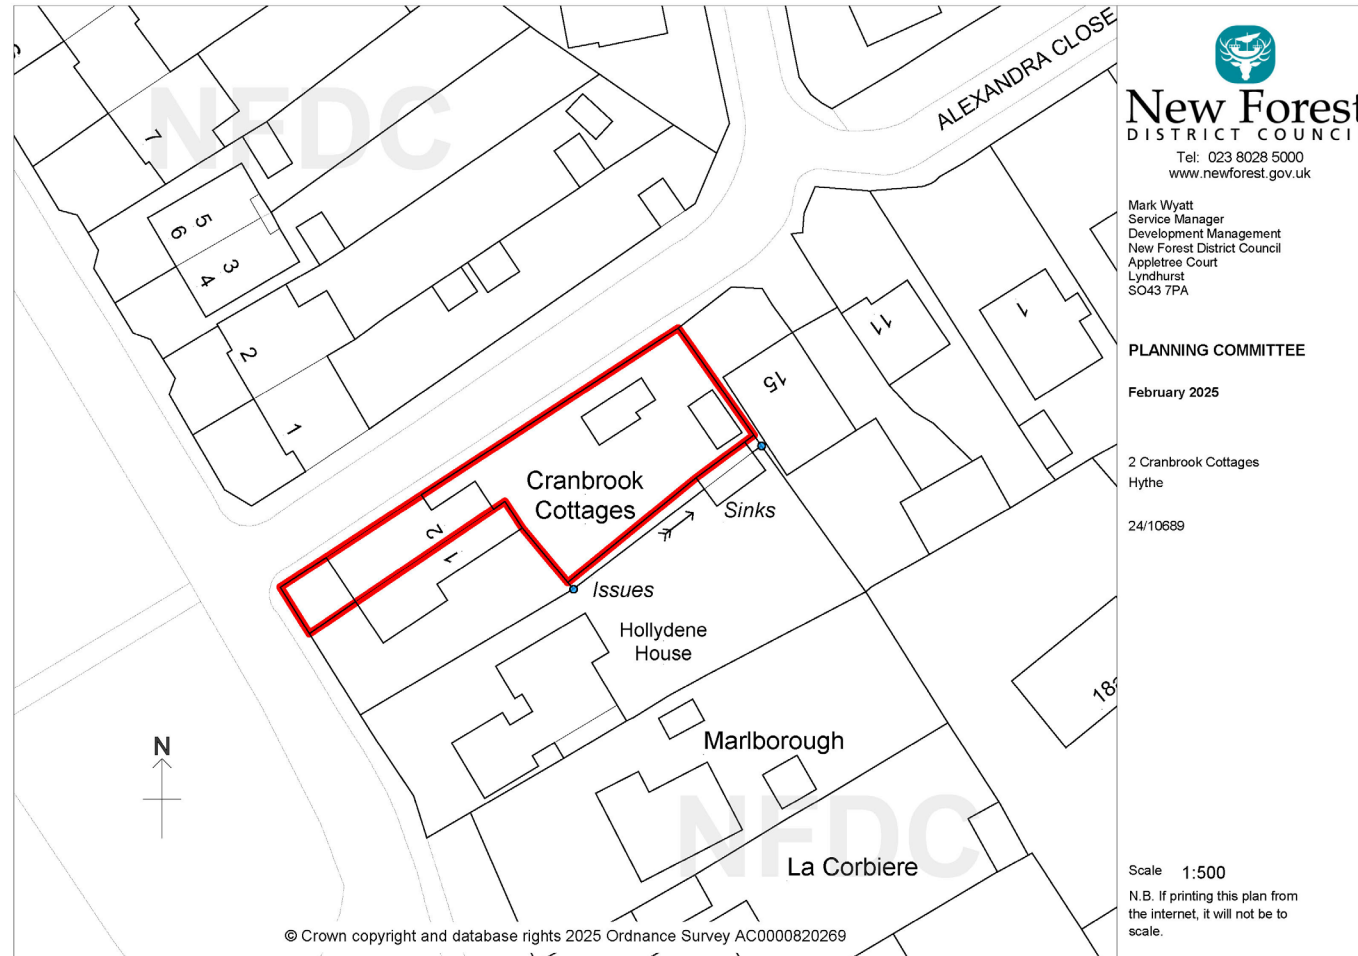 NFDC
ALEXANDRA CLOSE
7
5
6
3
4
2
1
11
1
15
Cranbrook
Cottages
2
1
Sinks
Issues
Hollydene
House
Marlborough
NFDC
La Corbiere
N
© Crown copyright and database rights 2025 Ordnance Survey AC0000820269
New Forest
DISTRICT COUNCI
Tel: 023 8028 5000
www.newforest.gov.uk
Mark Wyatt
Service Manager
Development Management
New Forest District Council
Appletree Court
Lyndhurst
SO43 7PA
PLANNING COMMITTEE
February 2025
2 Cranbrook Cottages
Hythe
24/10689
Scale 1:500
N.B. If printing this plan from
the internet, it will not be to
scale.